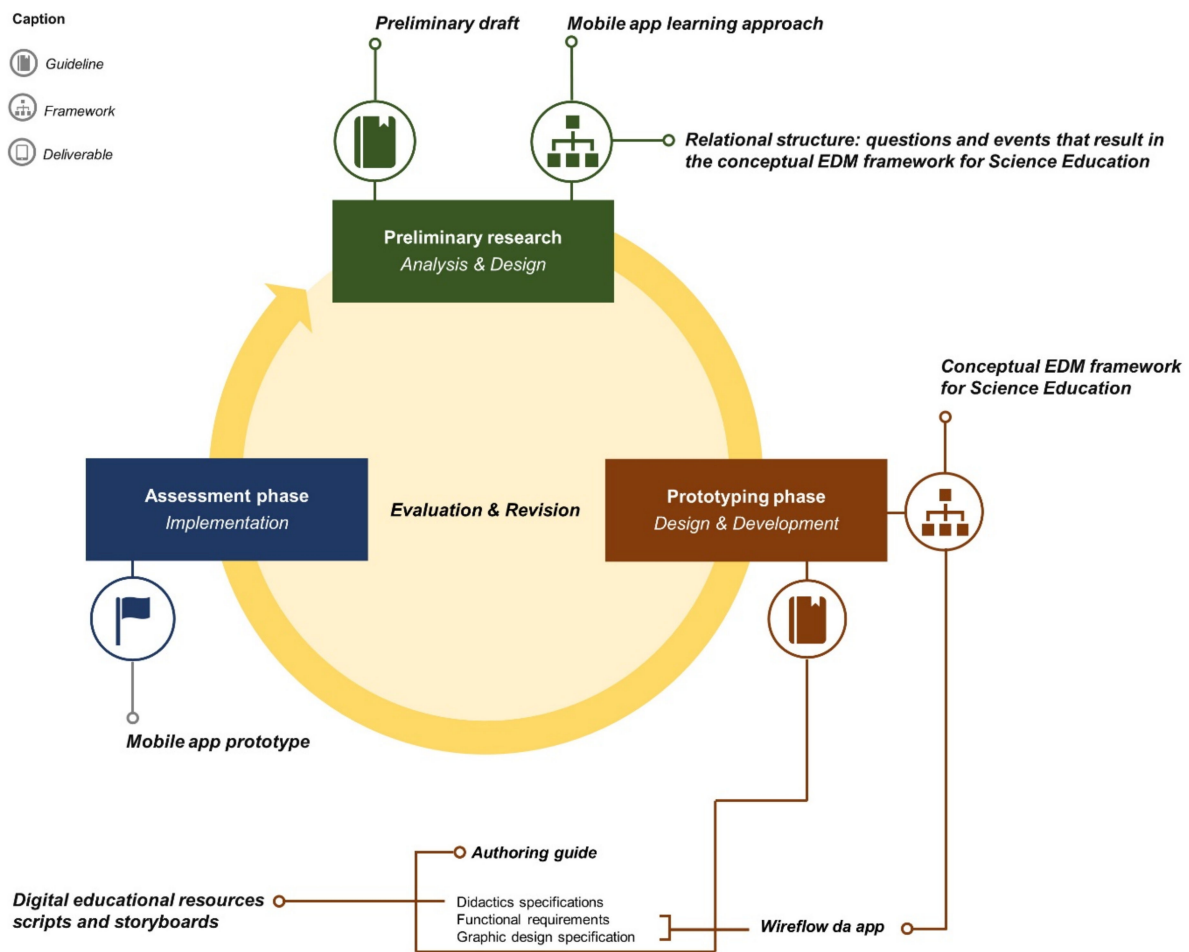 Caption
Guideline
Framework
Deliverable
Preliminary draft
Mobile app learning approach
Relational structure: questions and events that result in
the conceptual EDM framework for Science Education
Preliminary research
Analysis & Design
Conceptual EDM framework
for Science Education
Assessment phase
Implementation
Evaluation & Revision
Prototyping phase
Design & Development
Mobile app prototype
Authoring guide
Digital educational resources
scripts and storyboards
Didactics specifications
Functional requirements
Graphic design specification
Wireflow da app